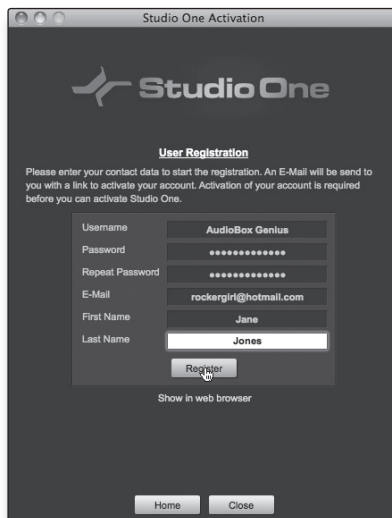 Studio One Activation
Studio One
User Registration
Please enter your contact data to start the registration. An E-Mail will be send to
you with a link to activate your account. Activation of your account is required
before you can activate Studio One.
Username AudioBox Genius
Password ●●●●●●●●●●●●●
Repeat Password ●●●●●●●●●●●●●
E-Mail rockergirl@hotmail.com
First Name Jane
Last Name Jones
Register
Show in web browser
Home Close